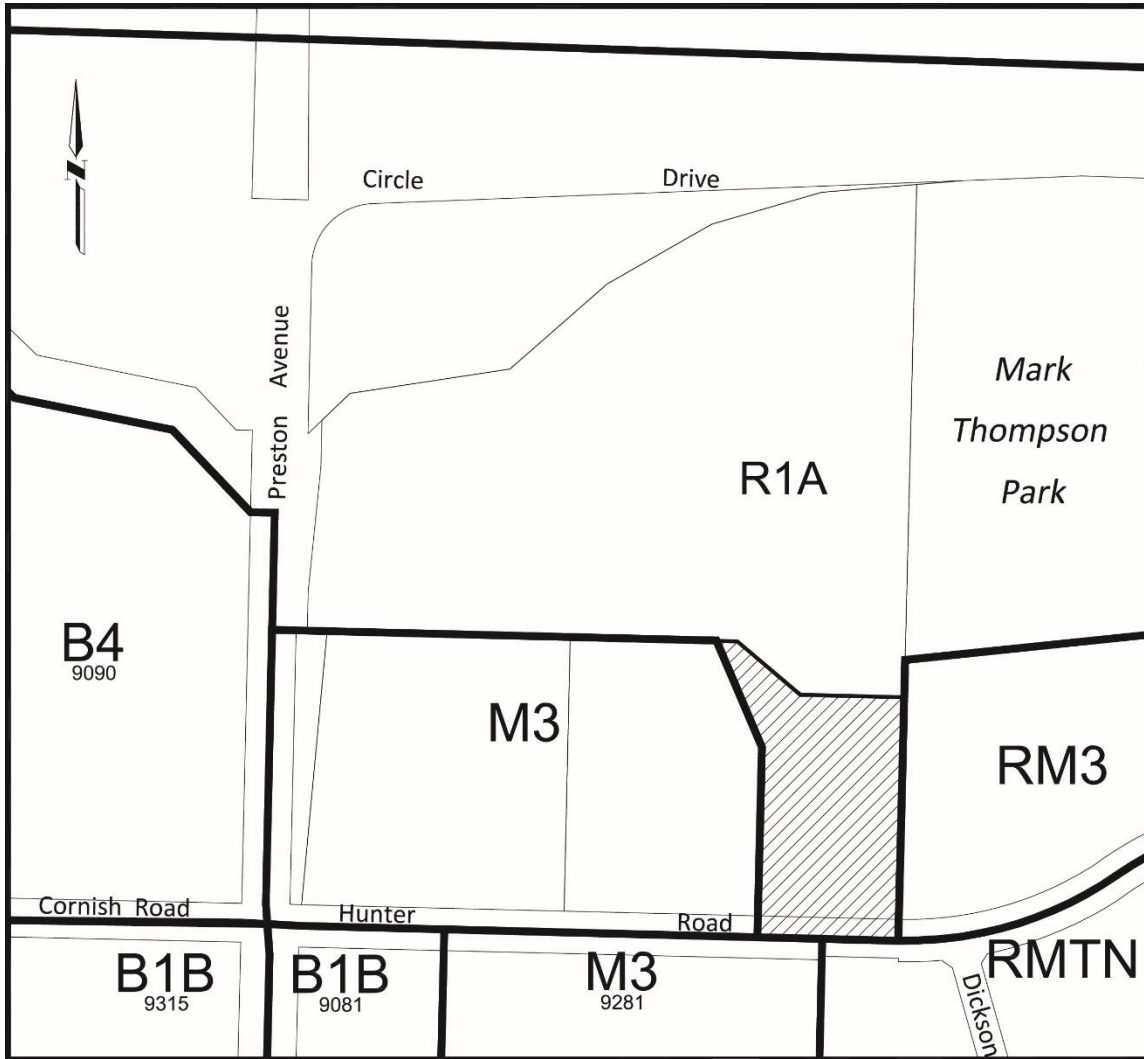 N
Circle Drive
Preston Avenue
Mark
Thompson
Park
R1A
B4
9090
M3
RM3
Cornish Road
Hunter Road
B1B
9315
B1B
9081
M3
9281
RMTN
Dickson